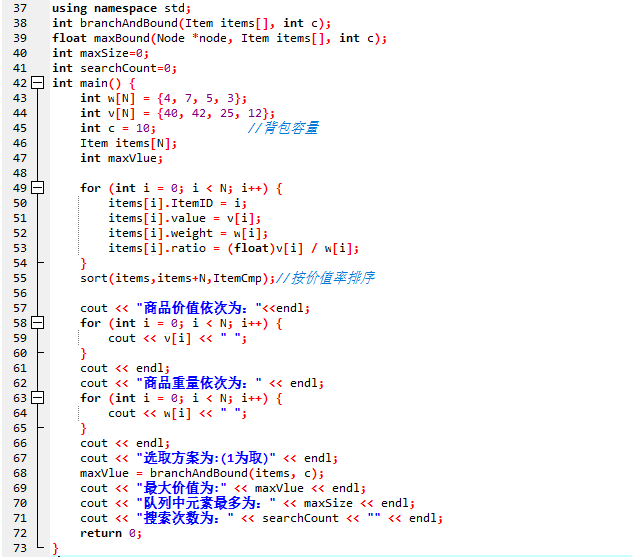 37 using namespace std;
38 int branchAndBound(Item items[], int c);
39 float maxBound(Node *node, Item items[], int c);
40 int maxSize=0;
41 int searchCount=0;
42 int main() {
43     int w[N] = {4, 7, 5, 3};
44     int v[N] = {40, 42, 25, 12};
45     int c = 10;             //背包容量
46     Item items[N];
47     int maxVlue;
48
49     for (int i = 0; i < N; i++) {
50         items[i].ItemID = i;
51         items[i].value = v[i];
52         items[i].weight = w[i];
53         items[i].ratio = (float)v[i] / w[i];
54     }
55     sort(items,items+N,ItemCmp);//按价值率排序
56
57     cout << "商品价值依次为："<<endl;
58     for (int i = 0; i < N; i++) {
59         cout << v[i] << " ";
60     }
61     cout << endl;
62     cout << "商品重量依次为：" << endl;
63     for (int i = 0; i < N; i++) {
64         cout << w[i] << " ";
65     }
66     cout << endl;
67     cout << "选取方案为:(1为取)" << endl;
68     maxVlue = branchAndBound(items, c);
69     cout << "最大价值为:" << maxVlue << endl;
70     cout << "队列中元素最多为：" << maxSize << endl;
71     cout << "搜索次数为：" << searchCount << "" << endl;
72     return 0;
73 }